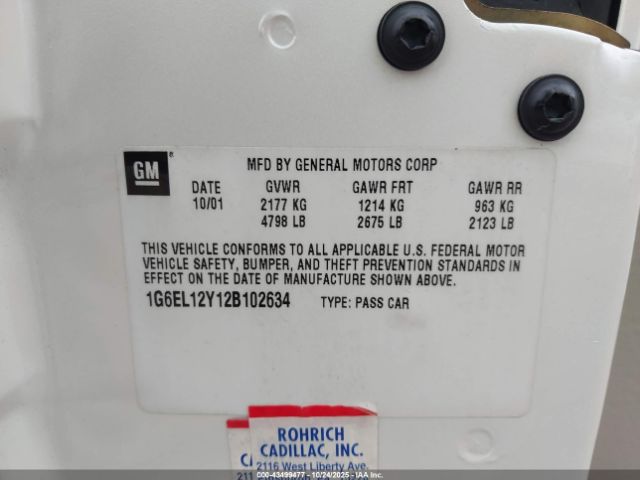 GM ®
MFD BY GENERAL MOTORS CORP
DATE GVWR GAWR FRT GAWR RR
10/01 2177 KG 1214 KG 963 KG
4798 LB 2675 LB 2123 LB
THIS VEHICLE CONFORMS TO ALL APPLICABLE U.S. FEDERAL MOTOR
VEHICLE SAFETY, BUMPER, AND THEFT PREVENTION STANDARDS IN
EFFECT ON THE DATE OF MANUFACTURE SHOWN ABOVE.
1G6EL12Y12B102634 TYPE: PASS CAR
ROHRICH
CADILLAC, INC.
2116 West Liberty Ave.
Owner: 43499477 - 10/24/2025 - IAA